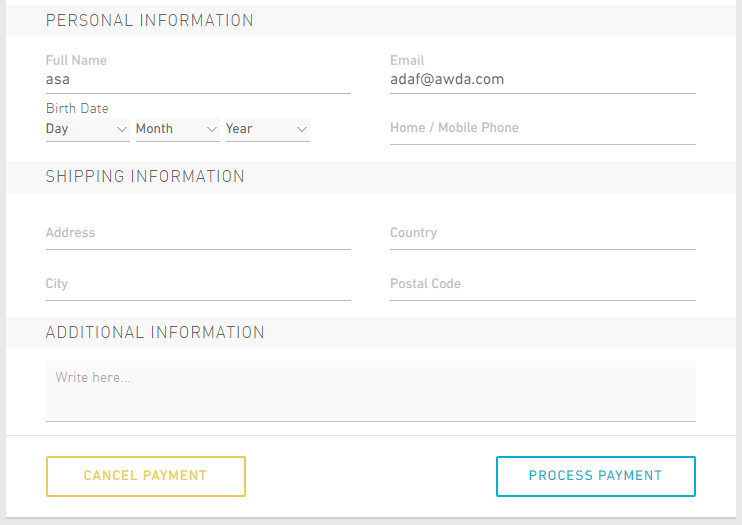 PERSONAL INFORMATION
Full Name
Email
asa
adaf@awda.com
Birth Date
Day
Month
Year
Home / Mobile Phone
SHIPPING INFORMATION
Address
Country
City
Postal Code
ADDITIONAL INFORMATION
Write here...
CANCEL PAYMENT
PROCESS PAYMENT